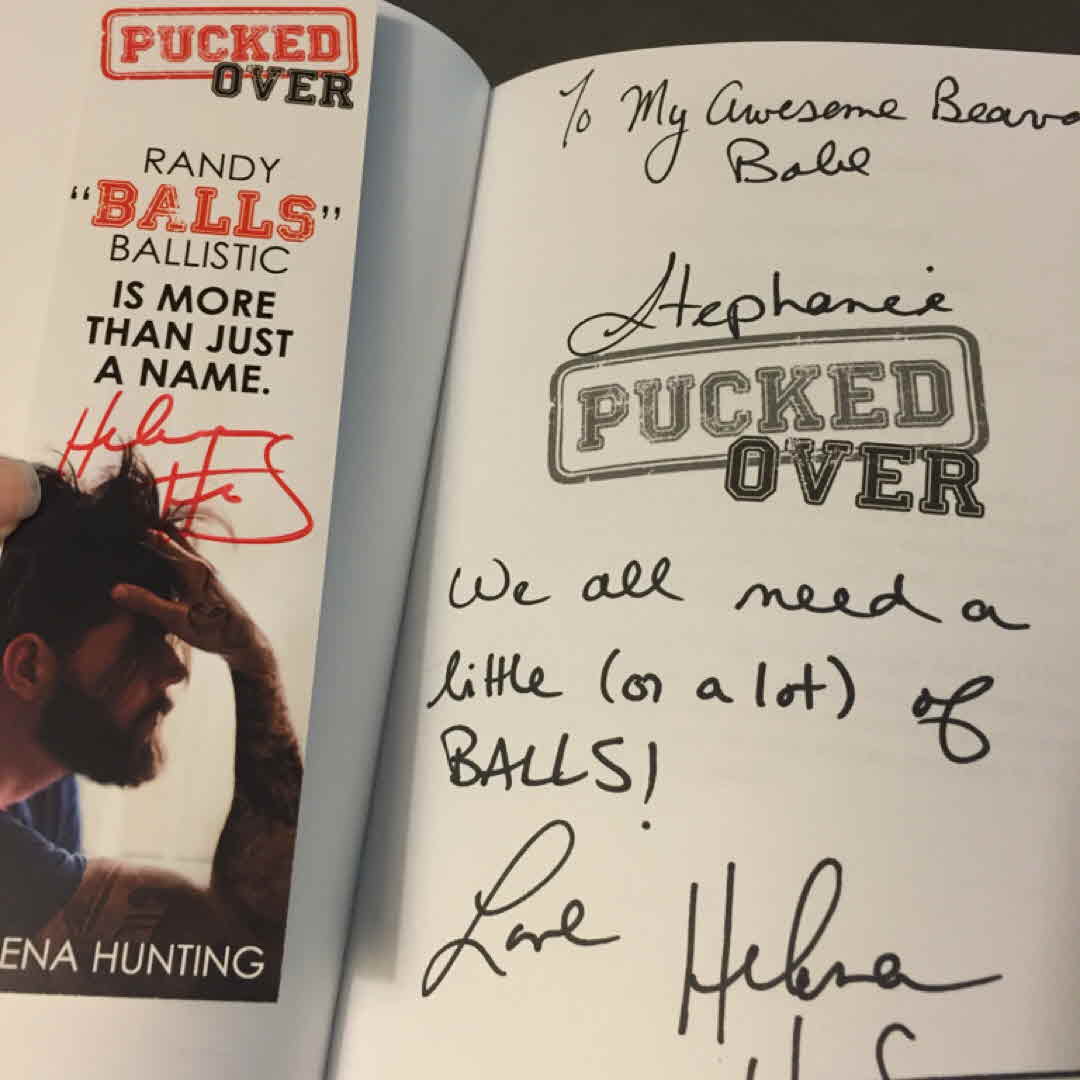 PUCKED
OVER
RANDY
“BALLS”
BALLISTIC
IS MORE
THAN JUST
A NAME.
ENA HUNTING
To My Awesome Beave
Babe
Stephanie
PUCKED
OVER
We all need a
little (or a lot) of
BALLS!
Love Helena